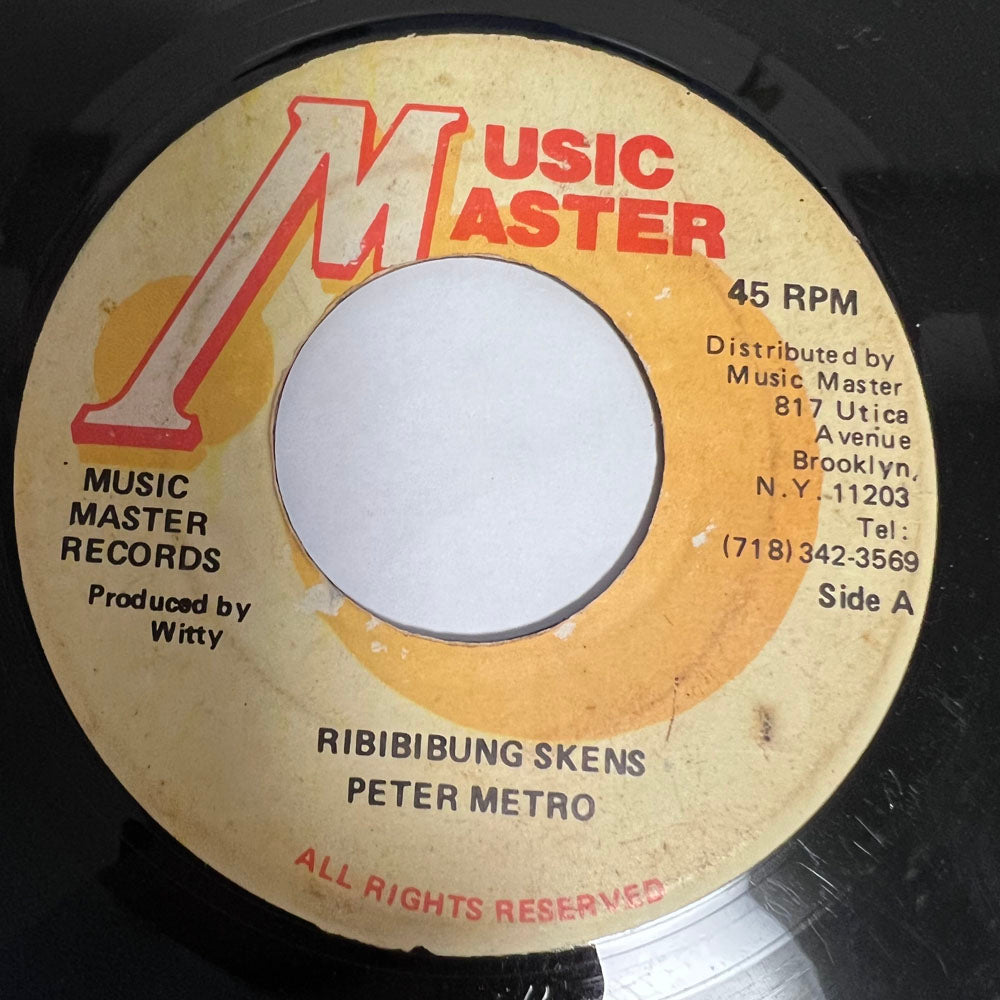 MUSIC
MASTER
45 RPM
Distributed by
Music Master
817 Utica
Avenue
Brooklyn,
N.Y. 11203
Tel:
(718) 342-3569
Side A
MUSIC
MASTER
RECORDS
Produced by
Witty
RIBIBIBUNG SKENS
PETER METRO
ALL RIGHTS RESERVED